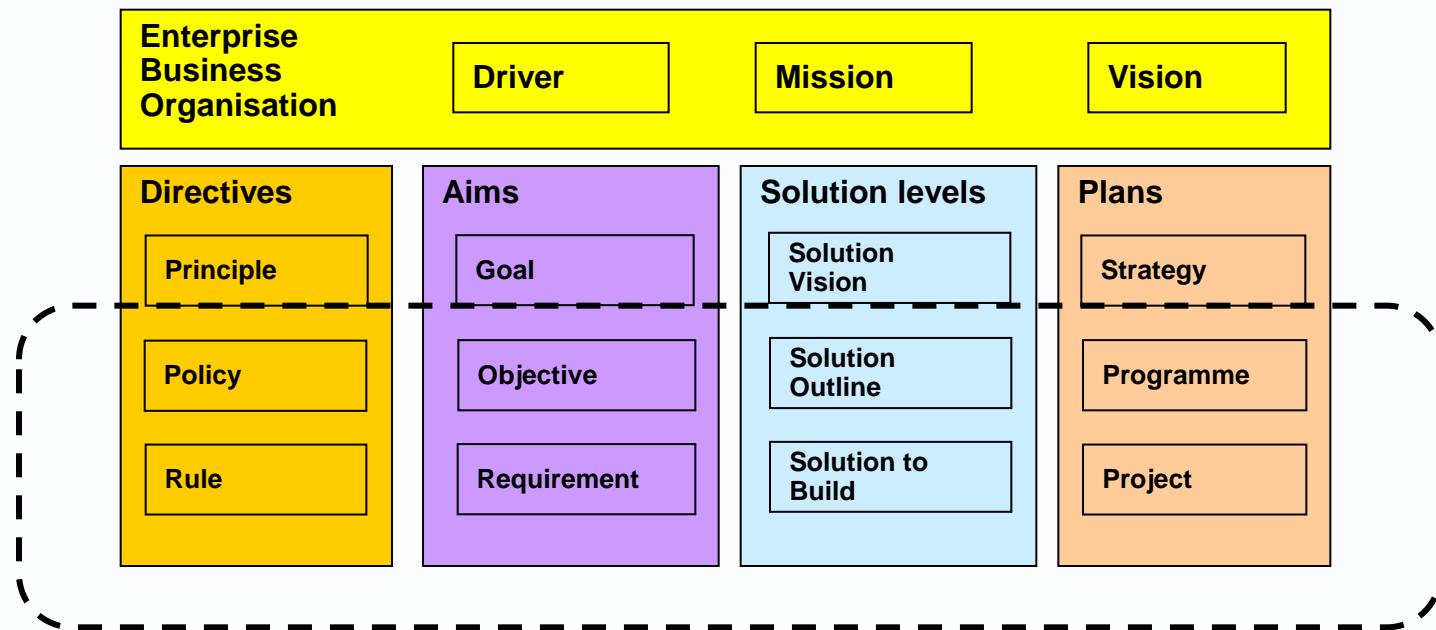 Enterprise
Business
Organisation
Driver
Mission
Vision
Directives
Principle
Policy
Rule
Aims
Goal
Objective
Requirement
Solution levels
Solution
Vision
Solution
Outline
Solution to
Build
Plans
Strategy
Programme
Project